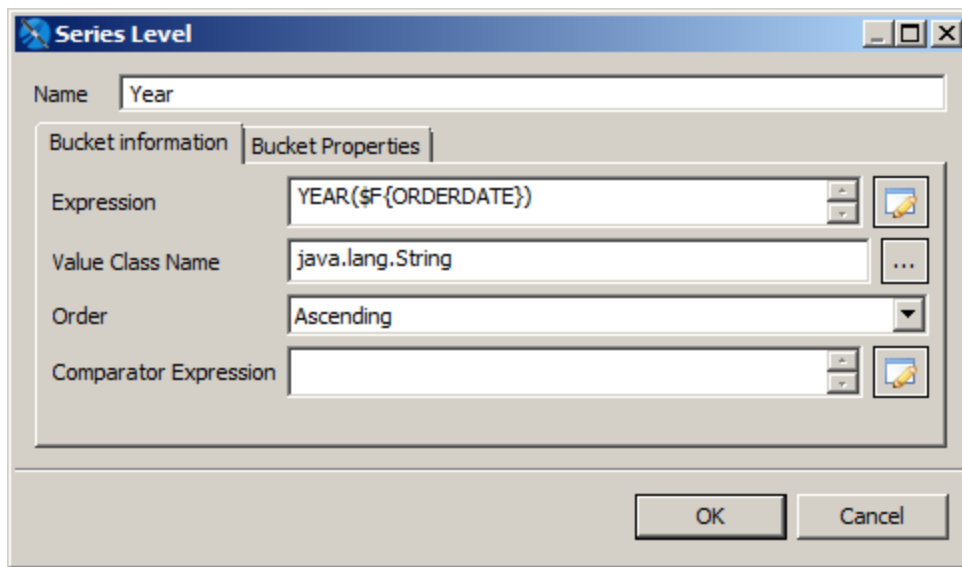 Series Level
Name Year
Bucket information Bucket Properties
Expression YEAR($F{ORDERDATE})
Value Class Name java.lang.String ...
Order Ascending
Comparator Expression
OK Cancel